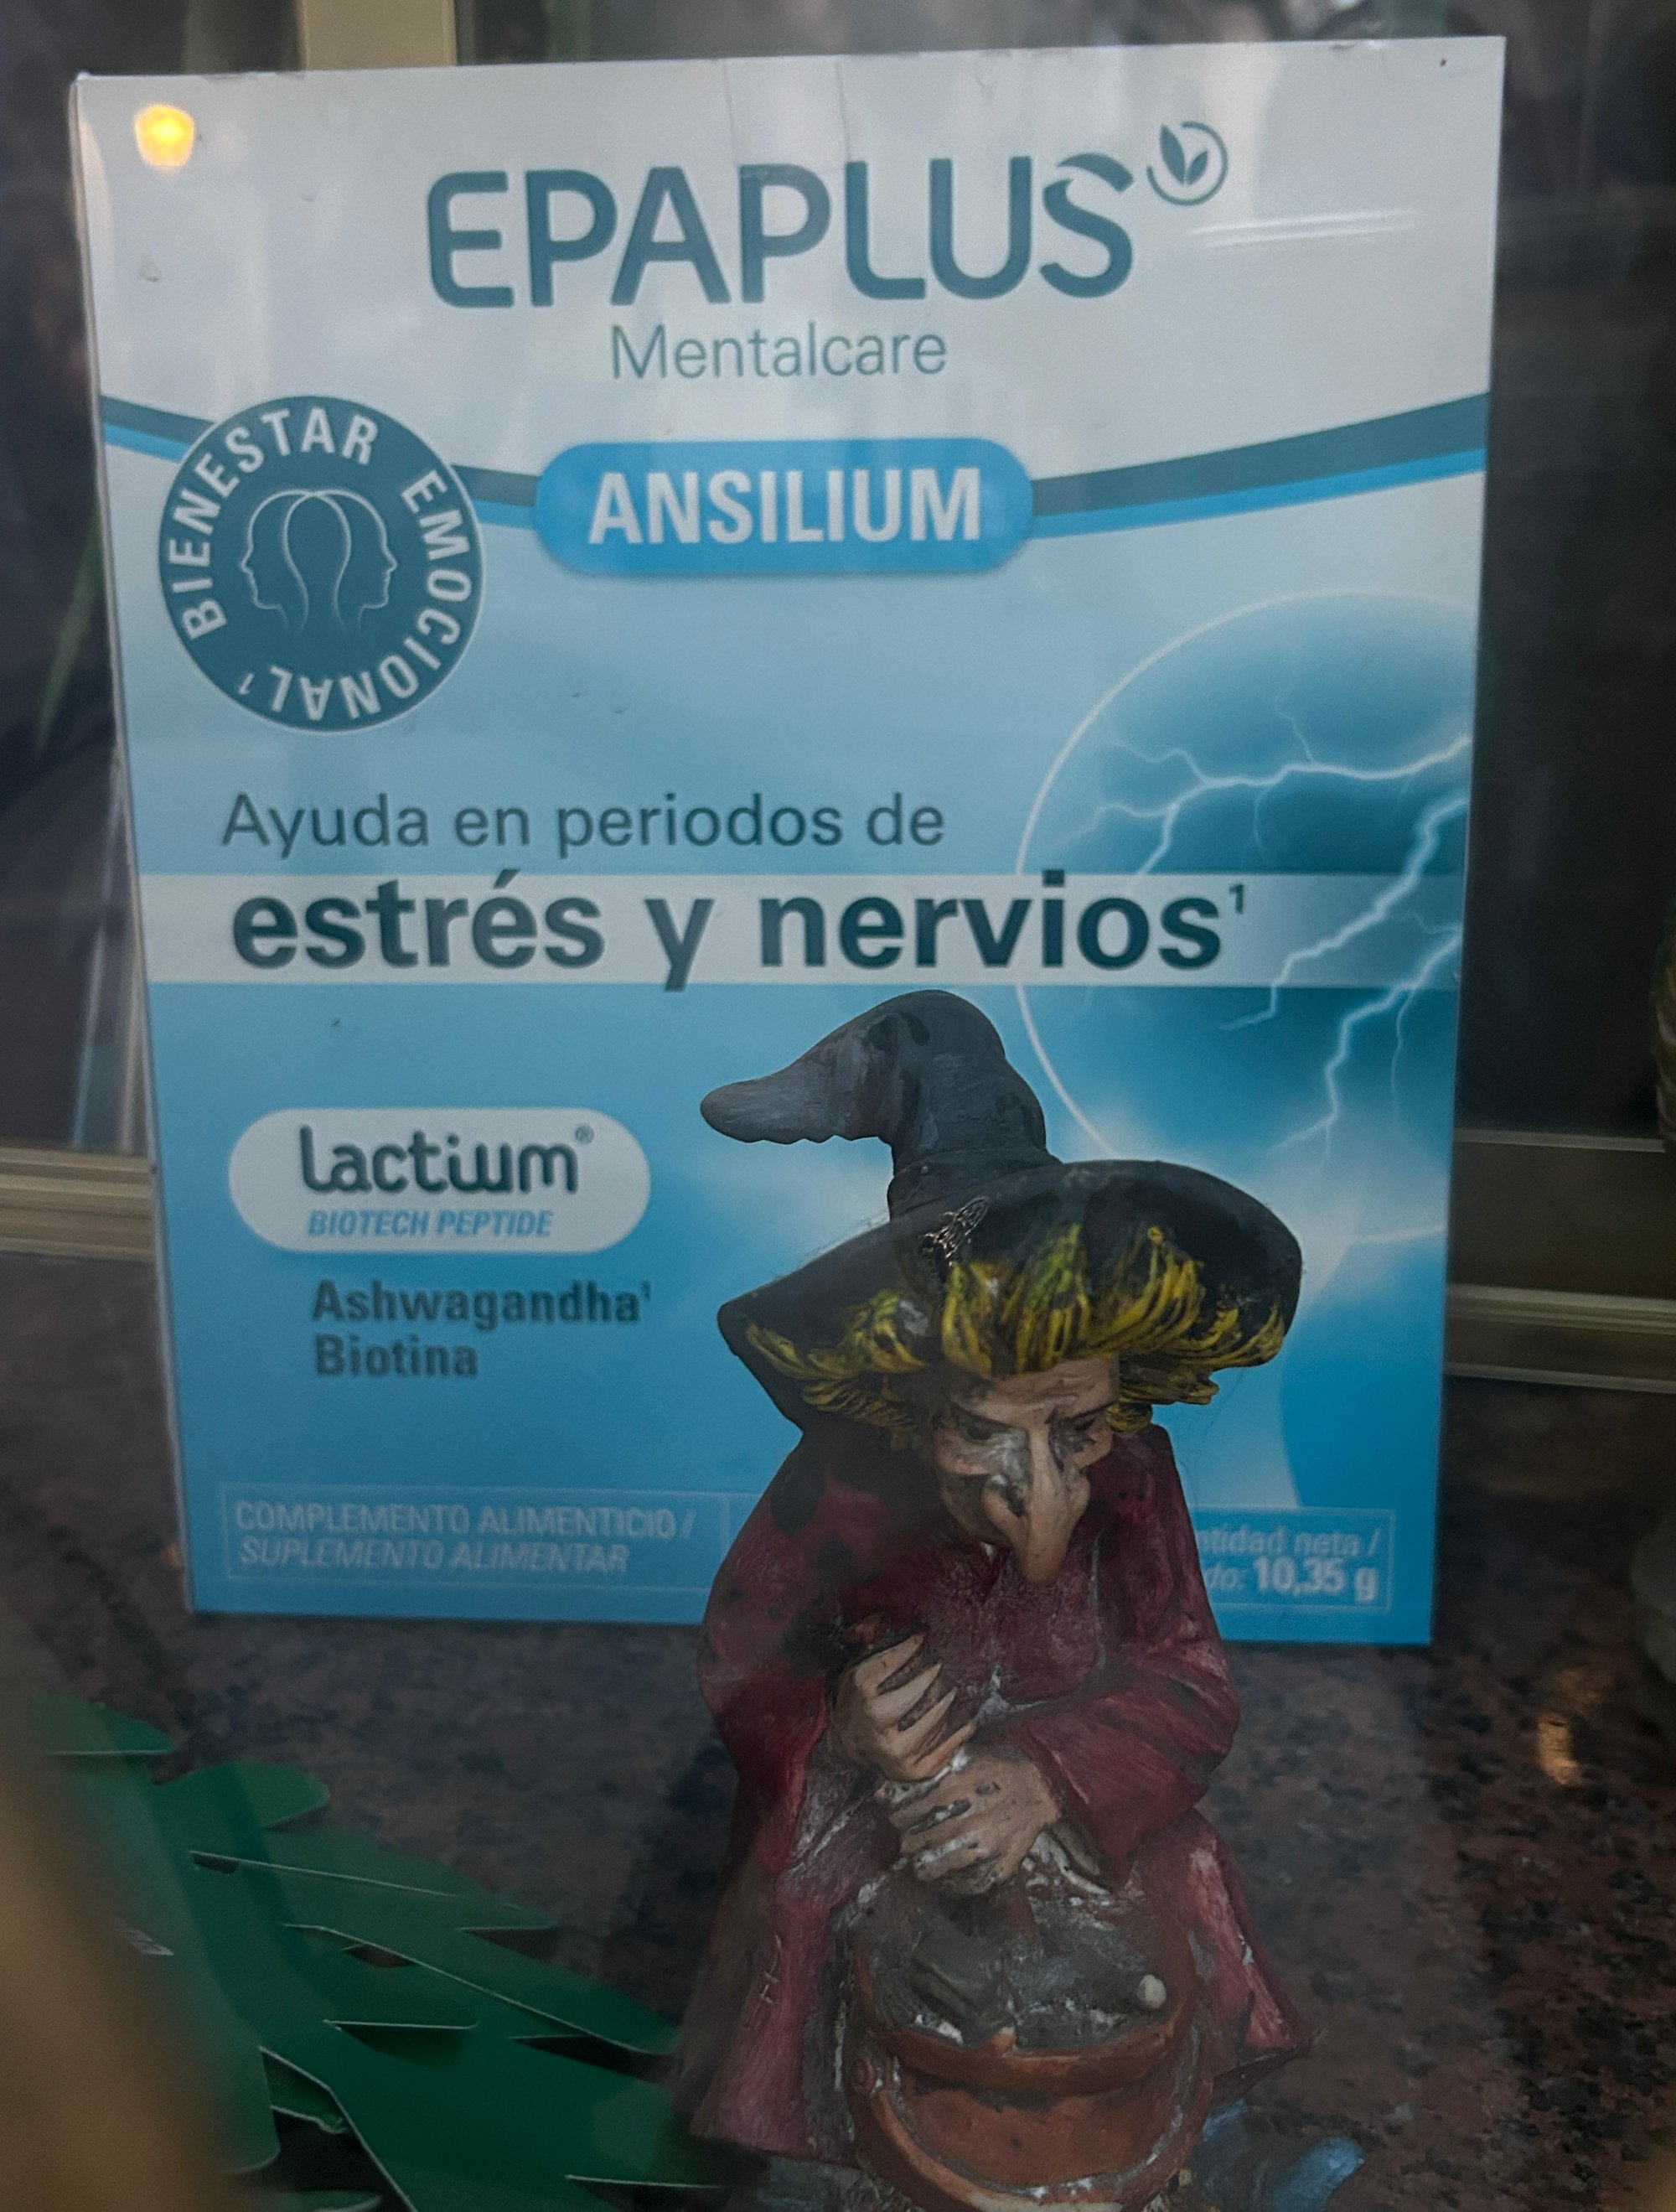 EPAPLUS
Mentalcare
BIENESTAR EMOCIONAL¹
ANSILIUM
Ayuda en periodos de
estrés y nervios¹
Lactium®
BIOTECH PEPTIDE
Ashwagandha¹
Biotina
COMPLEMENTO ALIMENTICIO /
SUPLEMENTO ALIMENTAR
neta /
10,35 g